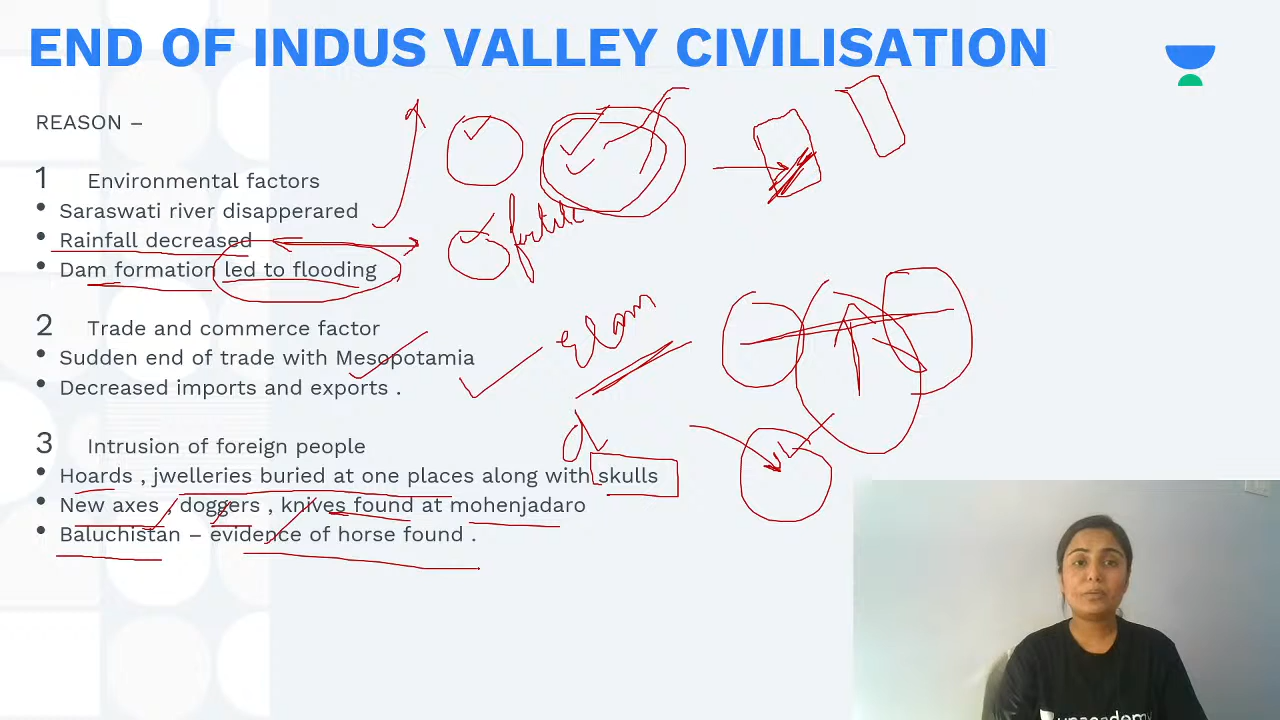 END OF INDUS VALLEY CIVILISATION
REASON –
1 Environmental factors
• Saraswati river disapperared
• Rainfall decreased
• Dam formation led to flooding
fertile
2 Trade and commerce factor
• Sudden end of trade with Mesopotamia
• Decreased imports and exports .
Elam
3 Intrusion of foreign people
• Hoards , jwelleries buried at one places along with skulls
• New axes , doggers , knives found at mohenjadaro
• Baluchistan – evidence of horse found .
unacademy